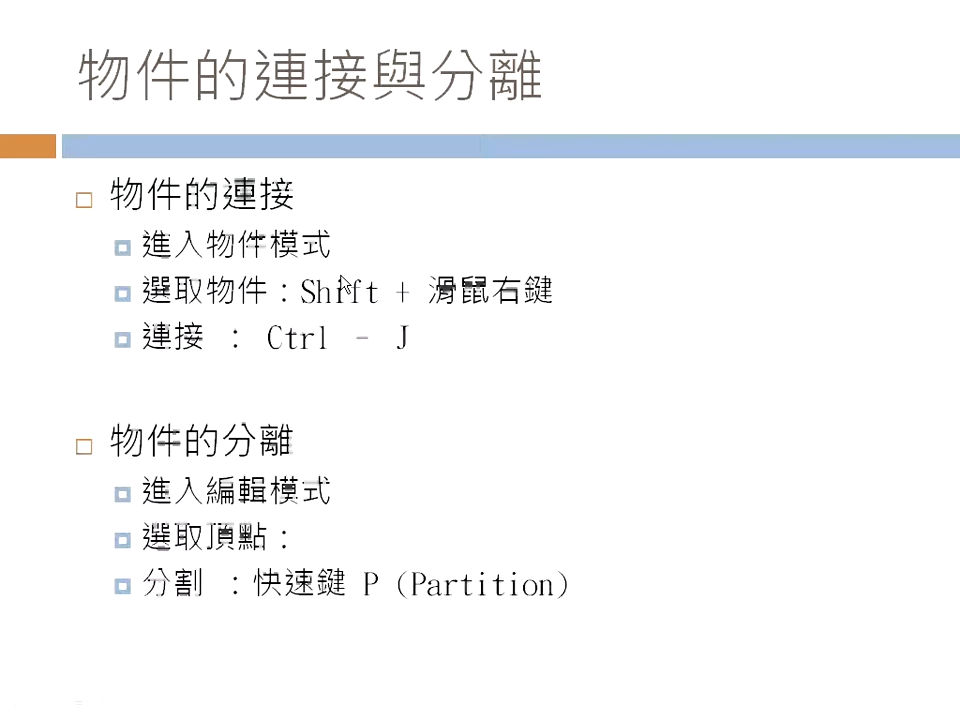 物件的連接與分離
物件的連接
進入物件模式
選取物件：Shift + 滑鼠右鍵
連接 ： Ctrl – J
物件的分離
進入編輯模式
選取頂點：
分割 ：快速鍵 P (Partition)